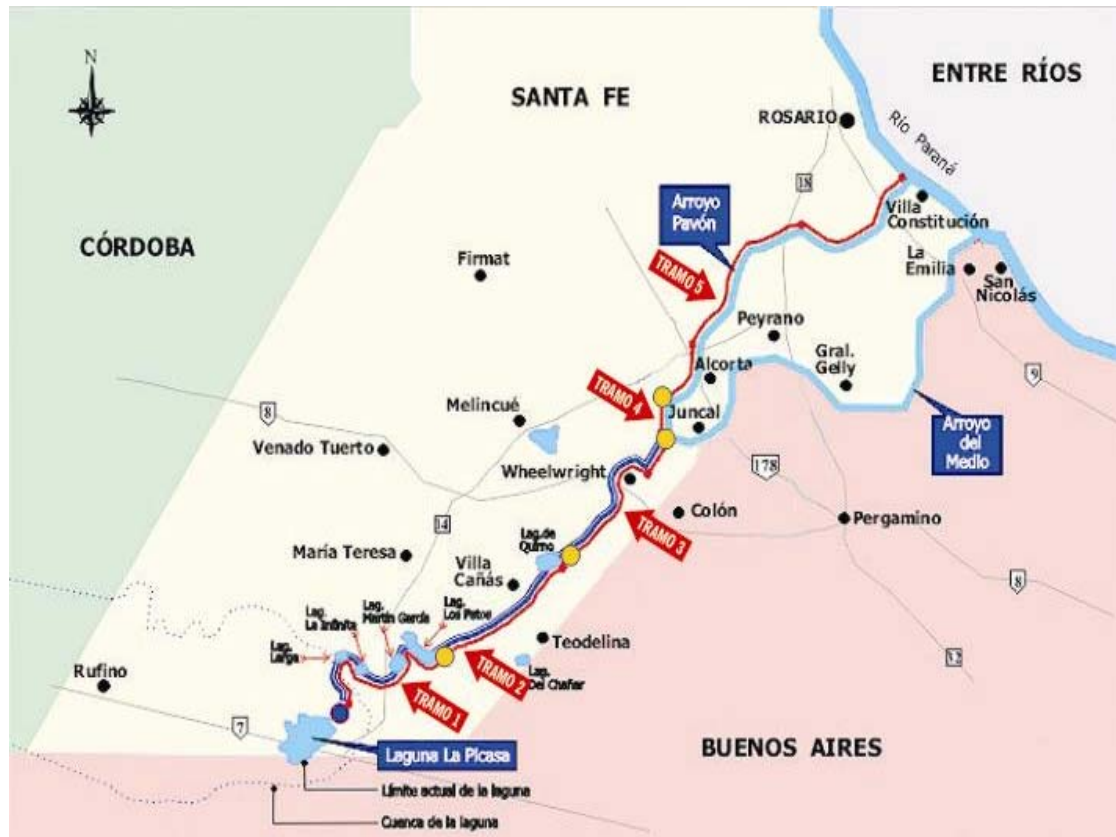 N
SANTA FE
ENTRE RÍOS
CÓRDOBA
ROSARIO
Río Paraná
18
Arroyo
Pavón
Villa
Constitución
La
Emilia
San
Nicolás
Firmat
TRAMO 5
Peyrano
Gral.
Gelly
Alcorta
9
TRAMO 4
Juncal
Melincué
8
Venado Tuerto
Arroyo
del
Medio
Wheelwright
178
Colón
Pergamino
14
TRAMO 3
Lag. de
Quirno
María Teresa
Villa
Cañás
8
Lag.
La Infinita
Lag.
Martín García
Lag.
Los Patos
Lag.
Larga
Teodelina
Lag.
Del Chañar
32
Rufino
TRAMO 2
TRAMO 1
7
Laguna La Picasa
BUENOS AIRES
Límite actual de la laguna
Cuenca de la laguna